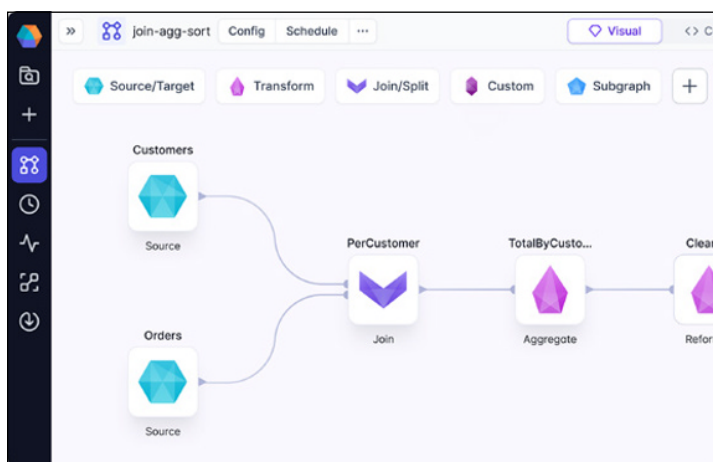 » join-agg-sort Config Schedule ... Visual <> C
Source/Target Transform Join/Split Custom Subgraph +
Customers
Source
PerCustomer TotalByCusto... Clean
Join Aggregate Refor
Orders
Source